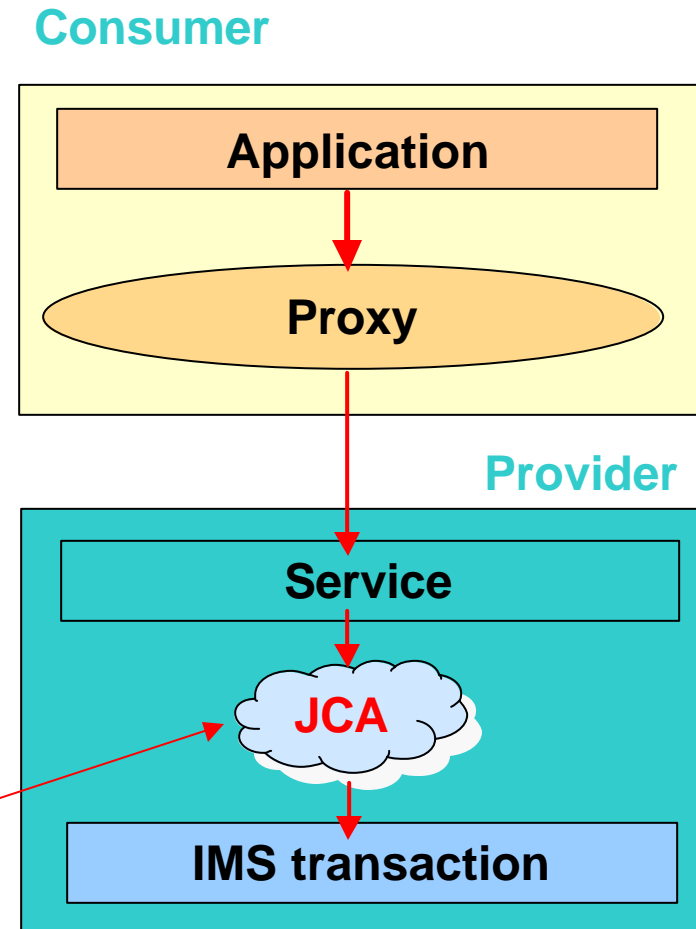 Consumer
Application
Proxy
Provider
Service
JCA
IMS transaction